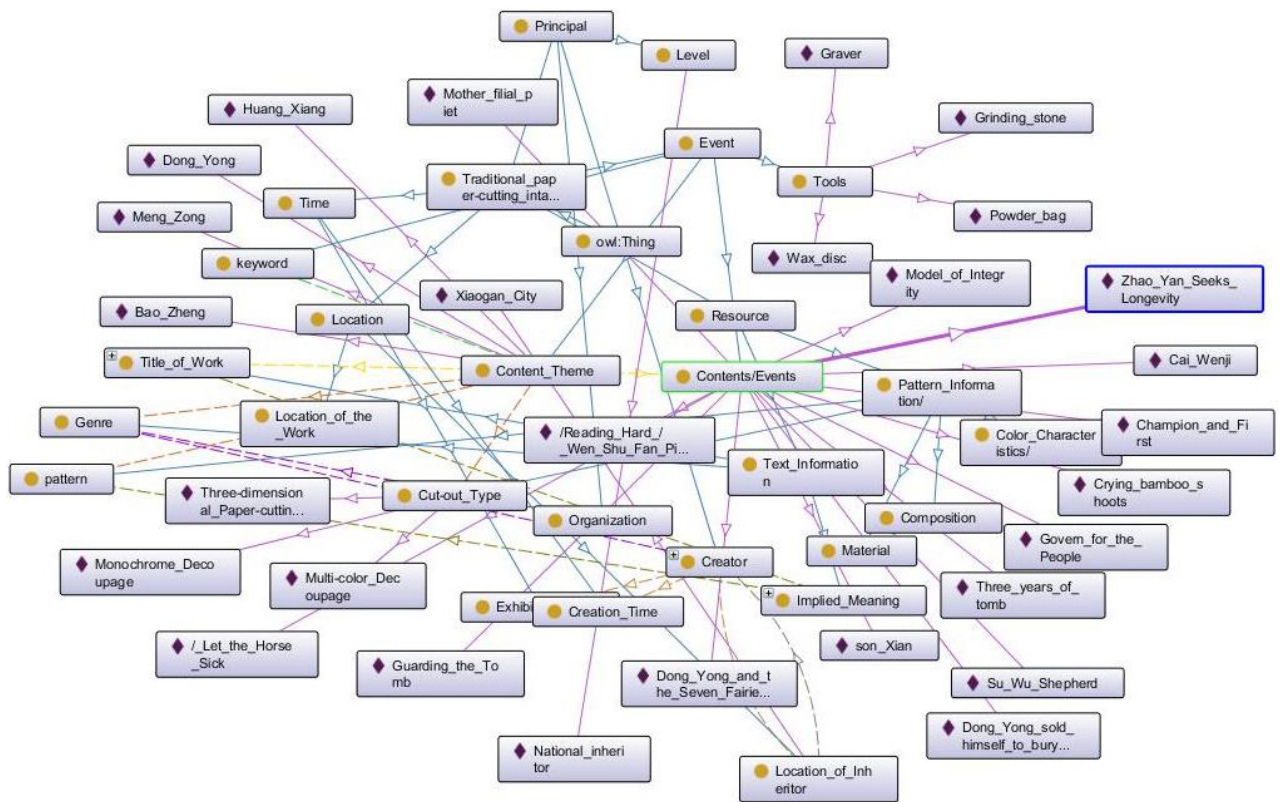 Principal
Level
Graver
Mother_filial_p
iet
Huang_Xiang
Grinding_stone
Event
Dong_Yong
Traditional_pap
er-cutting_inta...
Tools
Time
Meng_Zong
Powder_bag
owl:Thing
keyword
Wax_disc
Model_of_Integ
rity
Zhao_Yan_Seeks_
Longevity
Xiaogan_City
Bao_Zheng
Location
Resource
Title_of_Work
Content_Theme
Contents/Events
Cai_Wenji
Pattern_Informa
tion/
Genre
Location_of_the
_Work
/Reading_Hard_/
_Wen_Shu_Fan_Pi...
Color_Character
istics/
Champion_and_Fi
rst
pattern
Text_Informatio
n
Three-dimension
al_Paper-cuttin...
Cut-out_Type
Crying_bamboo_s
hoots
Organization
Composition
Govern_for_the_
People
Material
Monochrome_Deco
upage
Multi-color_Dec
oupage
Creator
Three_years_of_
tomb
Exhibi
Creation_Time
Implied_Meaning
/_Let_the_Horse
_Sick
Guarding_the_To
mb
son_Xian
Dong_Yong_and_t
he_Seven_Fairie...
Su_Wu_Shepherd
Dong_Yong_sold_
himself_to_bury...
National_inheri
tor
Location_of_Inh
eritor